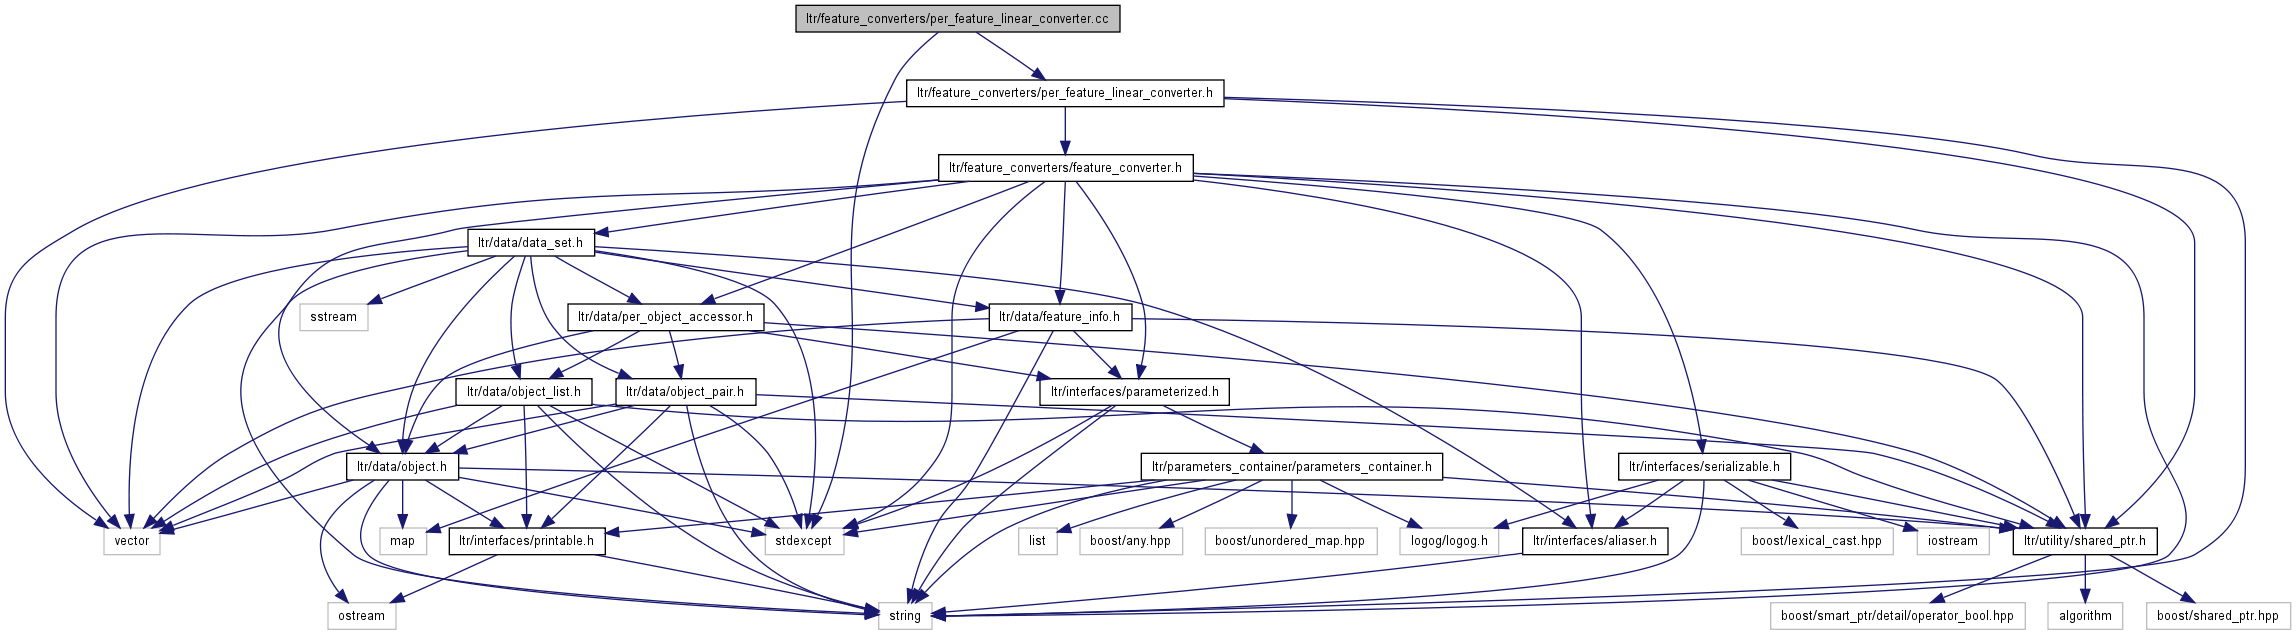 ltr/feature_converters/per_feature_linear_converter.cc
ltr/feature_converters/per_feature_linear_converter.h
ltr/feature_converters/feature_converter.h
ltr/data/data_set.h
sstream
ltr/data/per_object_accessor.h
ltr/data/feature_info.h
ltr/data/object_list.h
ltr/data/object_pair.h
ltr/interfaces/parameterized.h
ltr/data/object.h
ltr/parameters_container/parameters_container.h
ltr/interfaces/serializable.h
vector
map
ltr/interfaces/printable.h
stdexcept
list
boost/any.hpp
boost/unordered_map.hpp
logog/logog.h
ltr/interfaces/aliaser.h
boost/lexical_cast.hpp
iostream
ltr/utility/shared_ptr.h
ostream
string
boost/smart_ptr/detail/operator_bool.hpp
algorithm
boost/shared_ptr.hpp